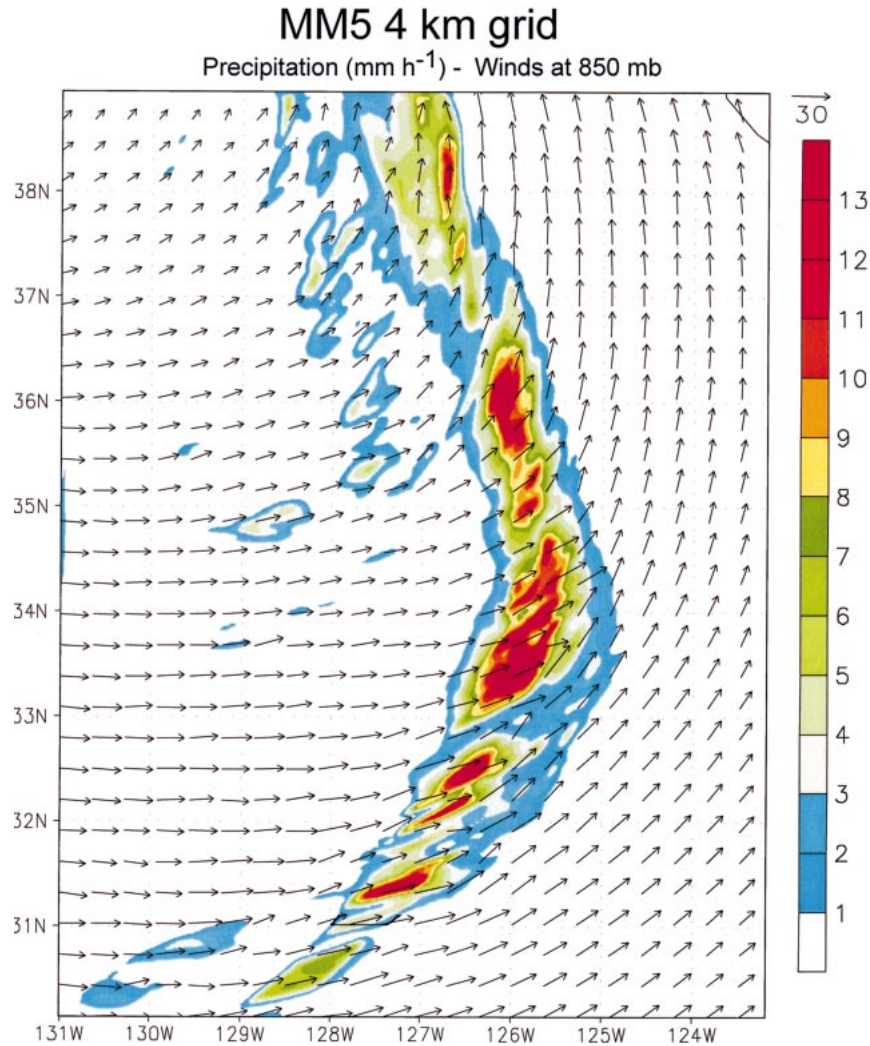 MM5 4 km grid
Precipitation (mm h-1) - Winds at 850 mb
30
38N
37N
36N
35N
34N
33N
32N
31N
13
12
11
10
9
8
7
6
5
4
3
2
1
131W 130W 129W 128W 127W 126W 125W 124W